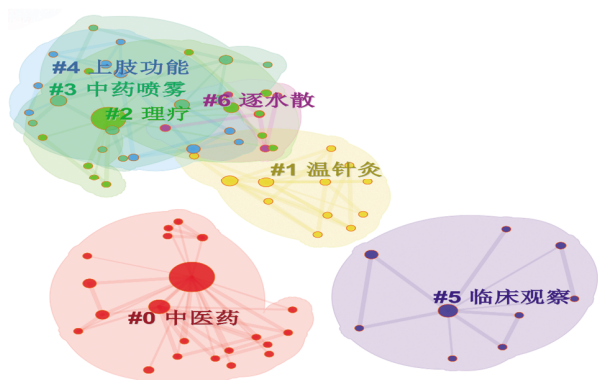 #4 上肢功能
#3 中药喷雾
#6 逐水散
#2 理疗
#1 温针灸
#5 临床观察
#0 中医药